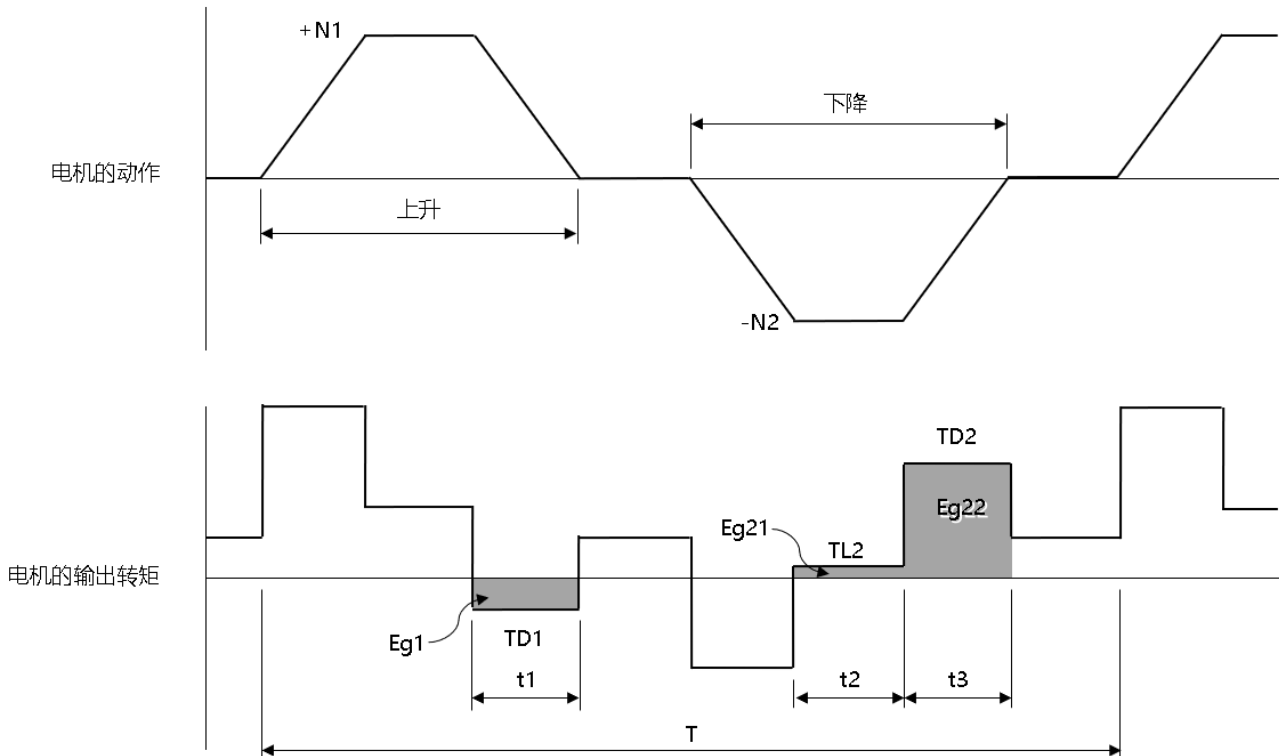 +N1
下降
电机的动作
上升
-N2
TD2
Eg22
Eg21
TL2
电机的输出转矩
Eg1
TD1
t1
t2
t3
T